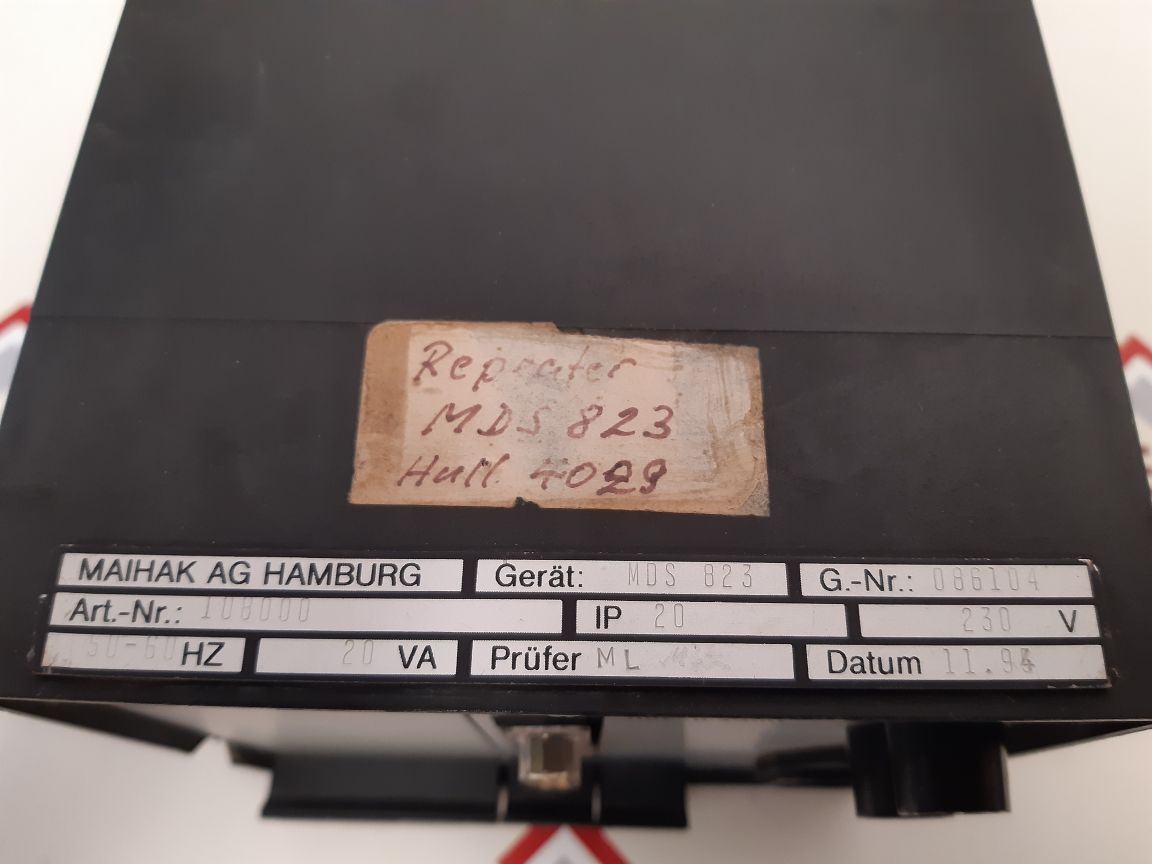 Repeater
MDS 823
Hull 4029
MAIHAK AG HAMBURG Gerät: MDS 823 G.-Nr.: 086104
Art.-Nr.: 108000 IP 20 230 V
50-60 HZ 20 VA Prüfer ML Datum 11.94